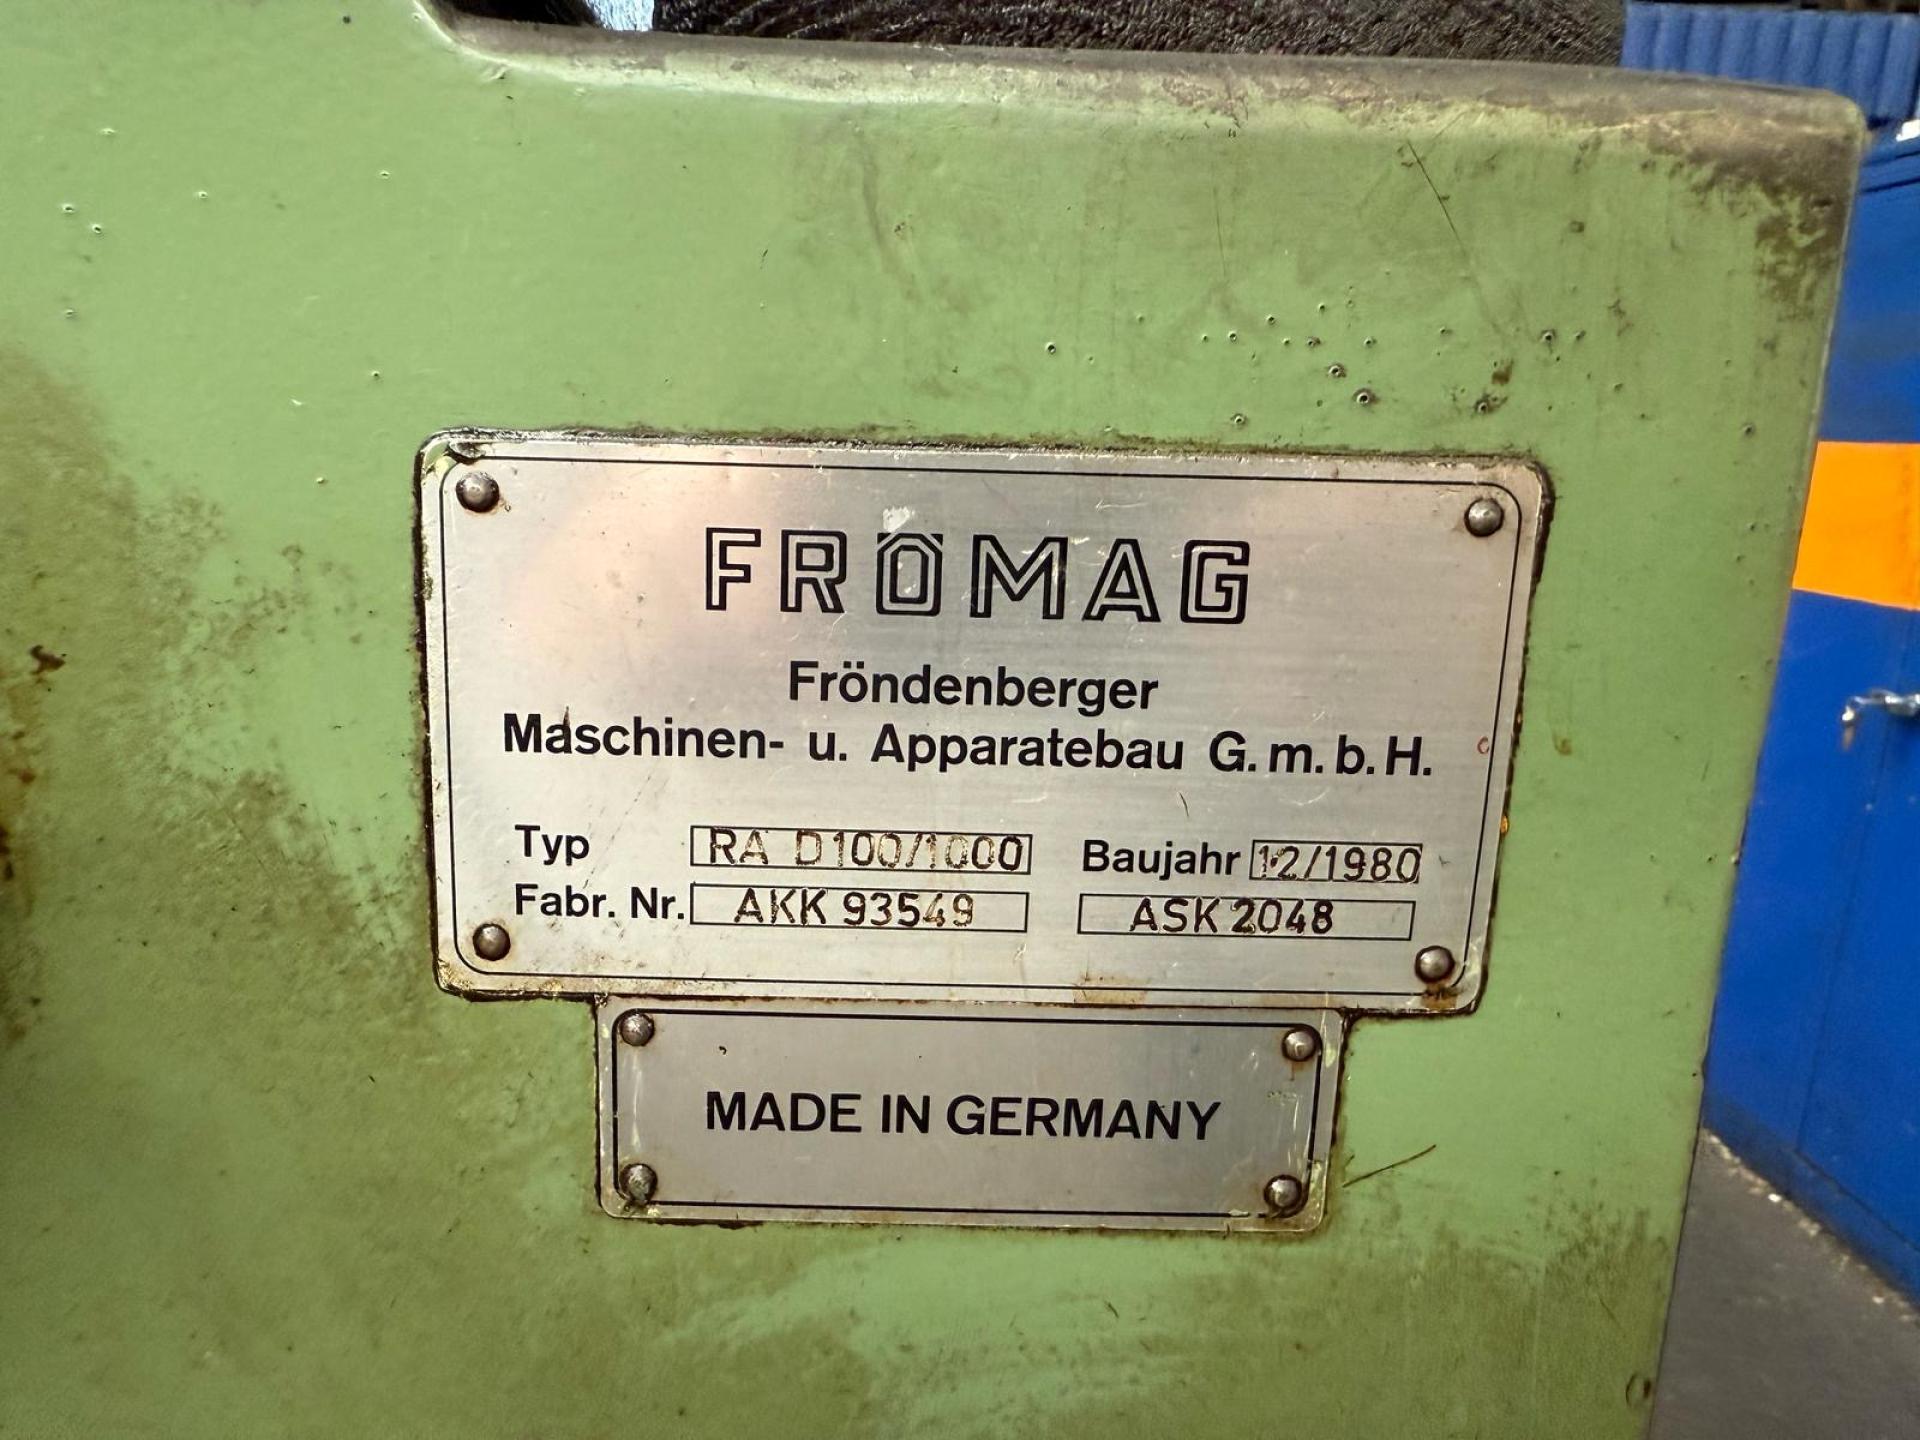 FRÖMAG
Fröndenberger
Maschinen- u. Apparatebau G.m.b.H.
Typ RA D100/1000 Baujahr 12/1980
Fabr. Nr. AKK 93549 ASK 2048
MADE IN GERMANY